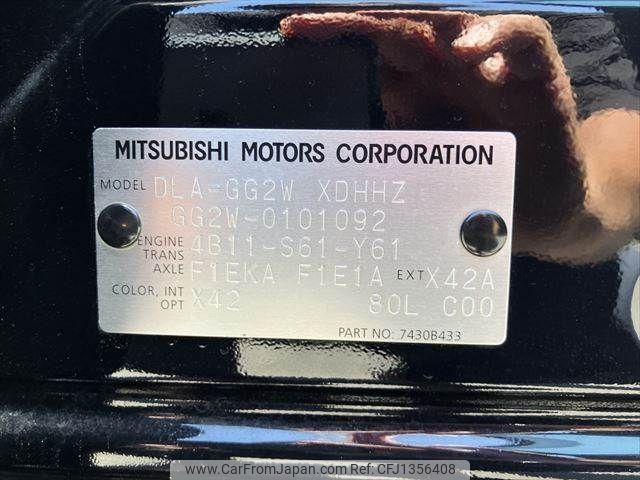 MITSUBISHI MOTORS CORPORATION
MODEL DLA-GG2W XDHHZ
GG2W-0101092
ENGINE 4B11-S61-Y61
TRANS
AXLE F1EKA F1E1A EXT X42A
COLOR, INT
OPT X42 80L C00
PART NO: 7430B433
www.CarFromJapan.com - CFJ1356408